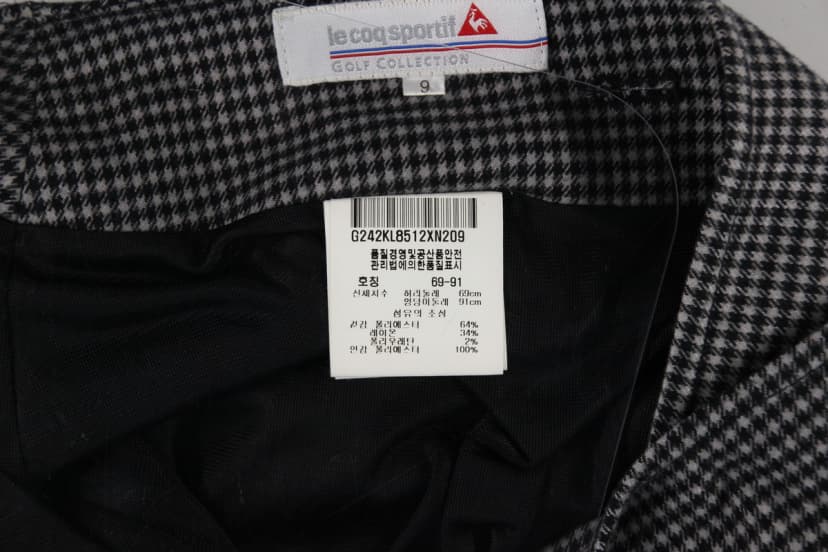 le coq sportif
GOLF COLLECTION
9
G242KL8512XN209
품질경영및공산품안전
관리법에의한품질표시
호칭 69-91
신체치수 허리둘레 69cm
엉덩이둘레 91cm
섬유의 조성
겉감 폴리에스터 64%
레이온 34%
폴리우레탄 2%
안감 폴리에스터 100%